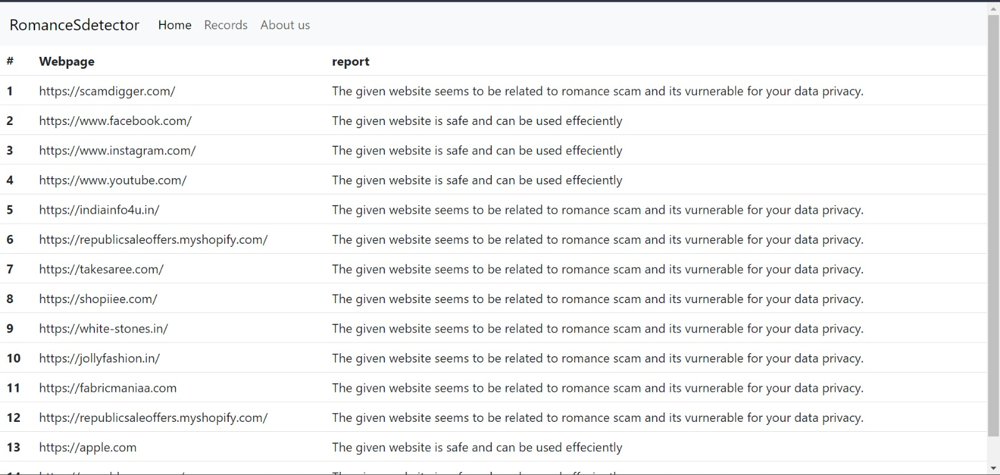 RomanceSdetector Home Records About us
# Webpage report
1 https://scamdigger.com/ The given website seems to be related to romance scam and its vurnerable for your data privacy.
2 https://www.facebook.com/ The given website is safe and can be used effeciently
3 https://www.instagram.com/ The given website is safe and can be used effeciently
4 https://www.youtube.com/ The given website is safe and can be used effeciently
5 https://indiainfo4u.in/ The given website seems to be related to romance scam and its vurnerable for your data privacy.
6 https://republicsaleoffers.myshopify.com/ The given website seems to be related to romance scam and its vurnerable for your data privacy.
7 https://takesaree.com/ The given website seems to be related to romance scam and its vurnerable for your data privacy.
8 https://shopiiee.com/ The given website seems to be related to romance scam and its vurnerable for your data privacy.
9 https://white-stones.in/ The given website seems to be related to romance scam and its vurnerable for your data privacy.
10 https://jollyfashion.in/ The given website seems to be related to romance scam and its vurnerable for your data privacy.
11 https://fabricmaniaa.com The given website seems to be related to romance scam and its vurnerable for your data privacy.
12 https://republicsaleoffers.myshopify.com/ The given website seems to be related to romance scam and its vurnerable for your data privacy.
13 https://apple.com The given website is safe and can be used effeciently